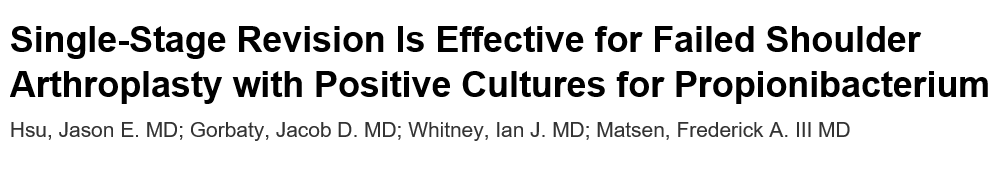 Single-Stage Revision Is Effective for Failed Shoulder
Arthroplasty with Positive Cultures for Propionibacterium
Hsu, Jason E. MD; Gorbaty, Jacob D. MD; Whitney, Ian J. MD; Matsen, Frederick A. III MD